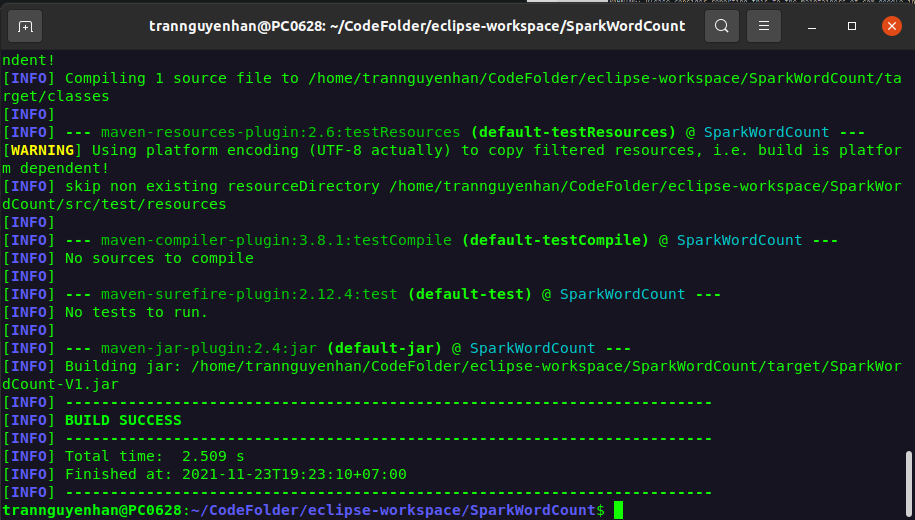 trannguyenhan@PC0628: ~/CodeFolder/eclipse-workspace/SparkWordCount
ndent!
[INFO] Compiling 1 source file to /home/trannguyenhan/CodeFolder/eclipse-workspace/SparkWordCount/ta
rget/classes
[INFO]
[INFO] --- maven-resources-plugin:2.6:testResources (default-testResources) @ SparkWordCount ---
[WARNING] Using platform encoding (UTF-8 actually) to copy filtered resources, i.e. build is platfor
m dependent!
[INFO] skip non existing resourceDirectory /home/trannguyenhan/CodeFolder/eclipse-workspace/SparkWor
dCount/src/test/resources
[INFO]
[INFO] --- maven-compiler-plugin:3.8.1:testCompile (default-testCompile) @ SparkWordCount ---
[INFO] No sources to compile
[INFO]
[INFO] --- maven-surefire-plugin:2.12.4:test (default-test) @ SparkWordCount ---
[INFO] No tests to run.
[INFO]
[INFO] --- maven-jar-plugin:2.4:jar (default-jar) @ SparkWordCount ---
[INFO] Building jar: /home/trannguyenhan/CodeFolder/eclipse-workspace/SparkWordCount/target/SparkWor
dCount-V1.jar
[INFO] ------------------------------------------------------------------------
[INFO] BUILD SUCCESS
[INFO] ------------------------------------------------------------------------
[INFO] Total time:  2.509 s
[INFO] Finished at: 2021-11-23T19:23:10+07:00
[INFO] ------------------------------------------------------------------------
trannguyenhan@PC0628:~/CodeFolder/eclipse-workspace/SparkWordCount$